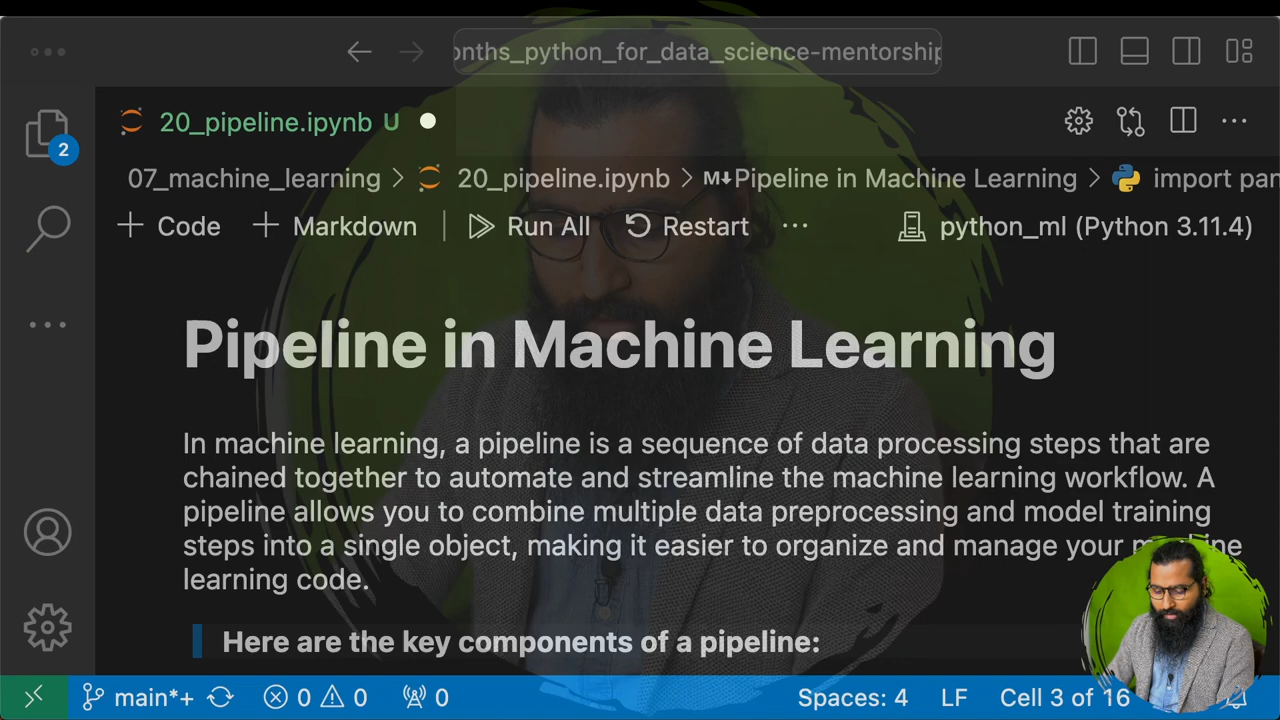 onths_python_for_data_science-mentorship
2
20_pipeline.ipynb U
07_machine_learning > 20_pipeline.ipynb > M↓Pipeline in Machine Learning > import pan
+ Code + Markdown | Run All Restart ... python_ml (Python 3.11.4)
Pipeline in Machine Learning
In machine learning, a pipeline is a sequence of data processing steps that are
chained together to automate and streamline the machine learning workflow. A
pipeline allows you to combine multiple data preprocessing and model training
steps into a single object, making it easier to organize and manage your machine
learning code.
Here are the key components of a pipeline:
main*+ 0 0 0 Spaces: 4 LF Cell 3 of 16